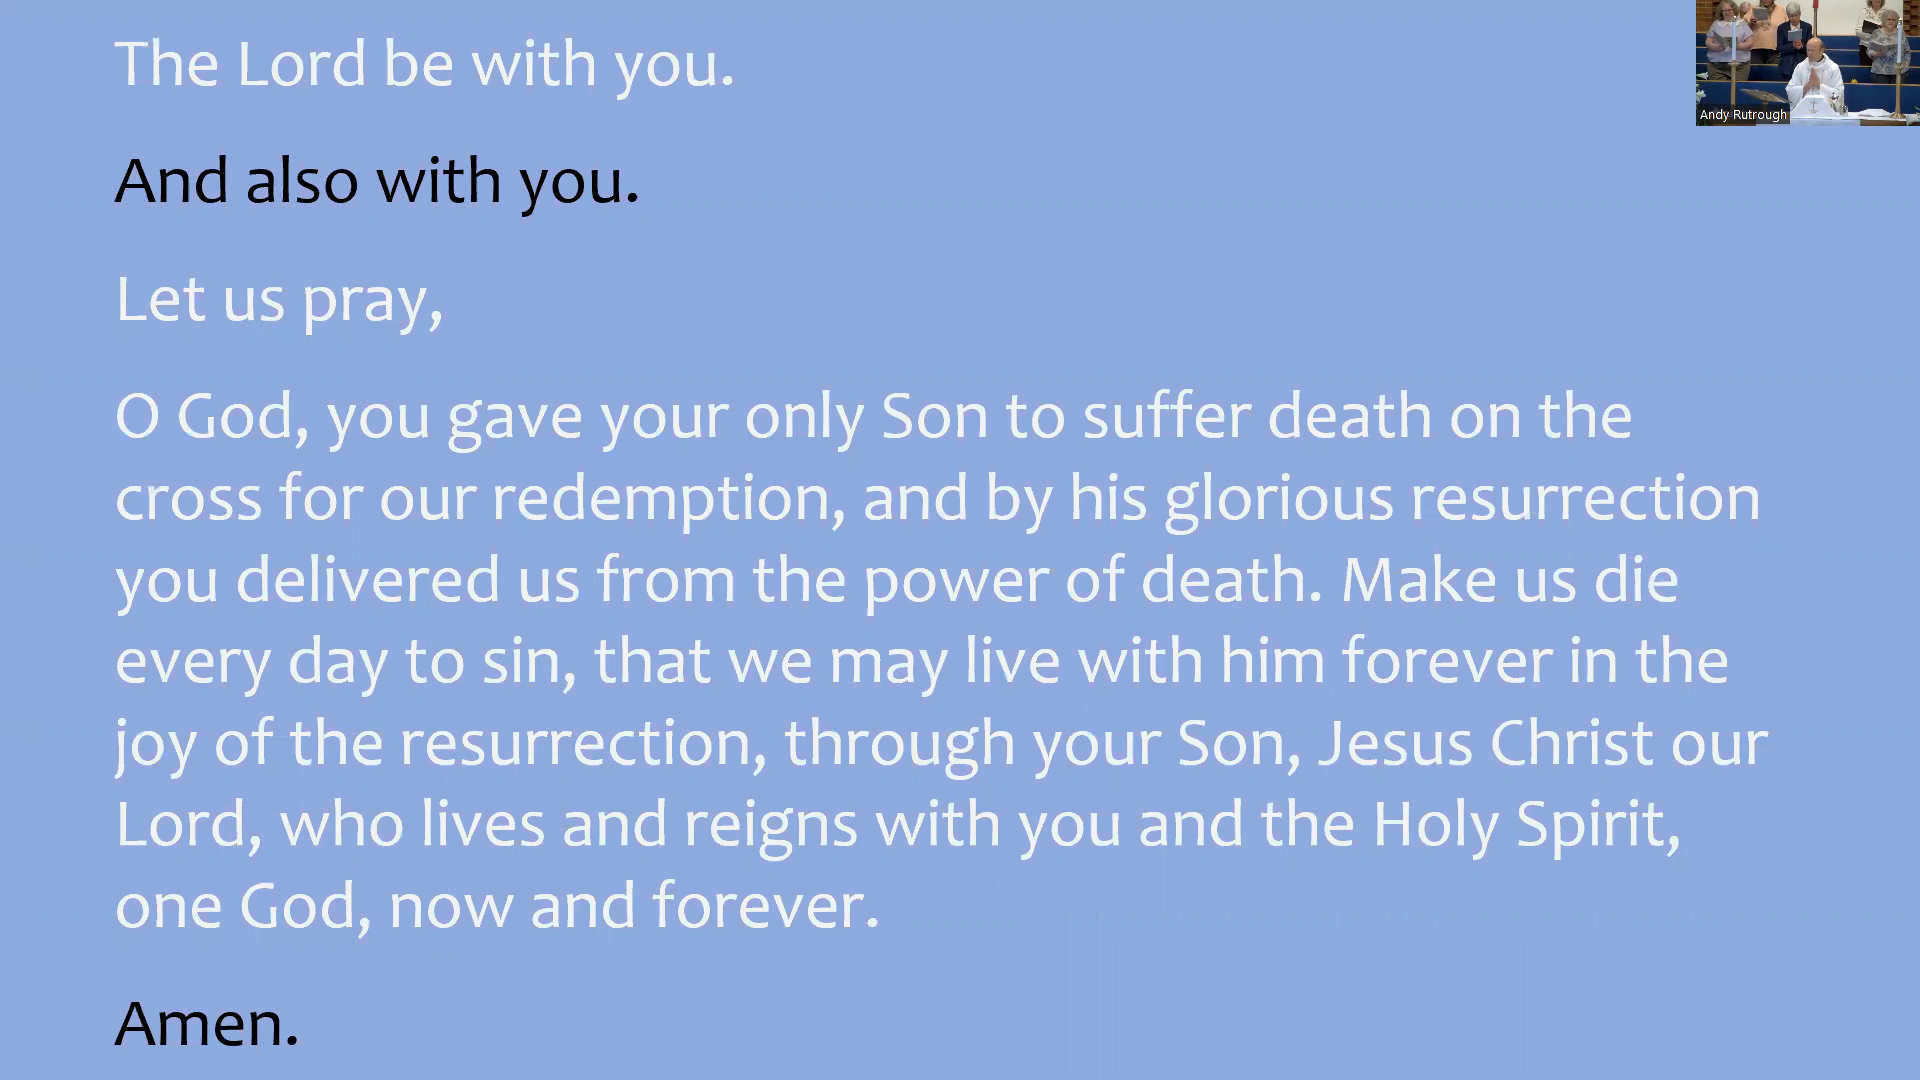 The Lord be with you.
Andy Rutrough
And also with you.
Let us pray,
O God, you gave your only Son to suffer death on the
cross for our redemption, and by his glorious resurrection
you delivered us from the power of death. Make us die
every day to sin, that we may live with him forever in the
joy of the resurrection, through your Son, Jesus Christ our
Lord, who lives and reigns with you and the Holy Spirit,
one God, now and forever.
Amen.